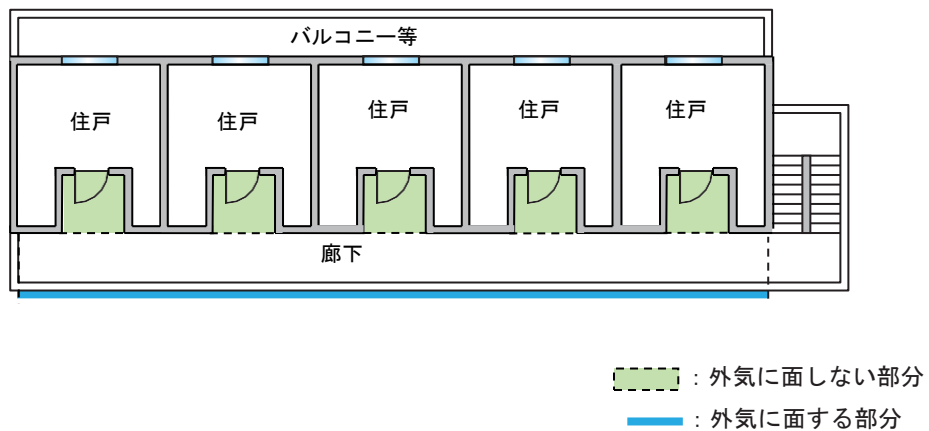 バルコニー等
住戸
住戸
住戸
住戸
住戸
廊下
：外気に面しない部分
：外気に面する部分